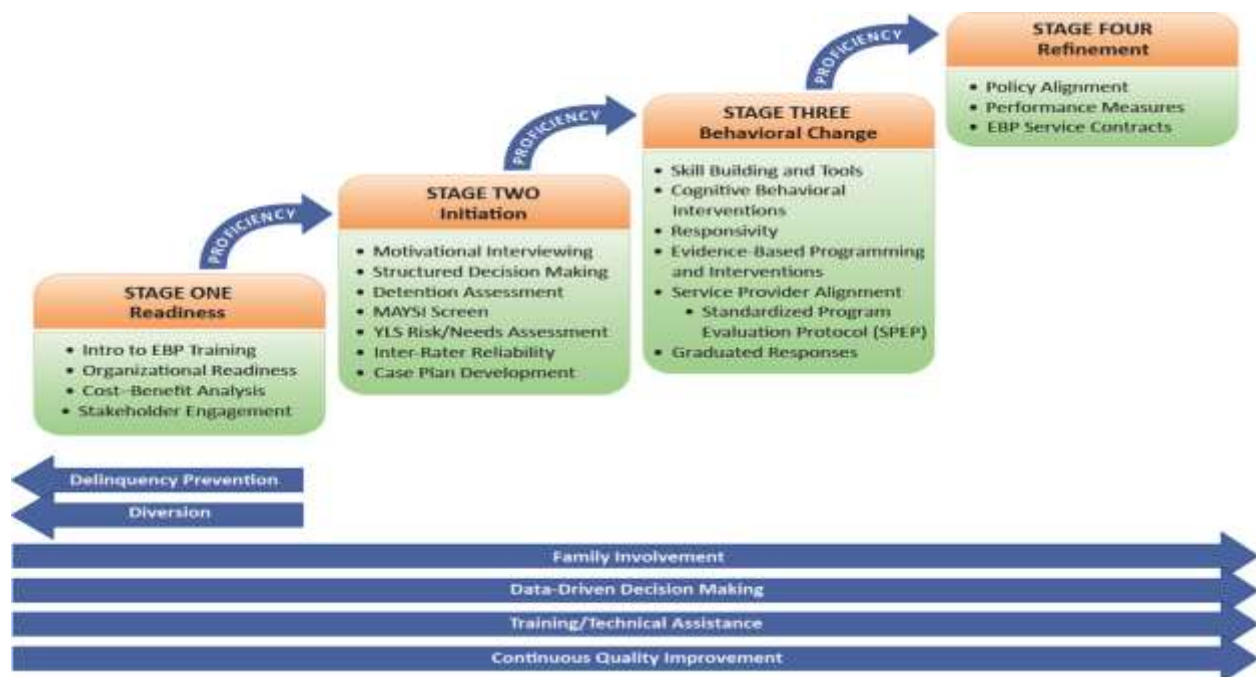 STAGE ONE
Readiness
• Intro to EBP Training
• Organizational Readiness
• Cost–Benefit Analysis
• Stakeholder Engagement
PROFICIENCY
STAGE TWO
Initiation
• Motivational Interviewing
• Structured Decision Making
• Detention Assessment
• MAYSI Screen
• YLS Risk/Needs Assessment
• Inter-Rater Reliability
• Case Plan Development
PROFICIENCY
STAGE THREE
Behavioral Change
• Skill Building and Tools
• Cognitive Behavioral
Interventions
• Responsivity
• Evidence-Based Programming
and Interventions
• Service Provider Alignment
• Standardized Program
Evaluation Protocol (SPEP)
• Graduated Responses
PROFICIENCY
STAGE FOUR
Refinement
• Policy Alignment
• Performance Measures
• EBP Service Contracts
Delinquency Prevention
Diversion
Family Involvement
Data-Driven Decision Making
Training/Technical Assistance
Continuous Quality Improvement